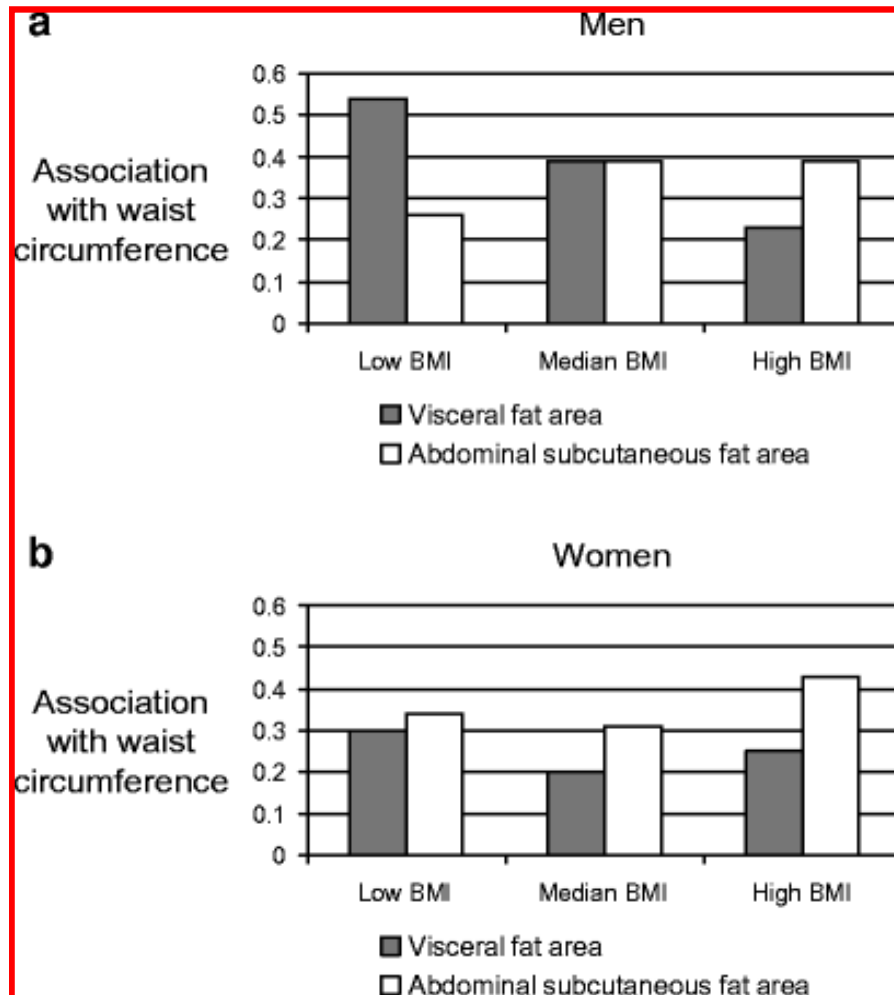 a
Men
0.6
0.5
0.4
0.3
0.2
0.1
0
Association
with waist
circumference
Low BMI Median BMI High BMI
Visceral fat area
Abdominal subcutaneous fat area
b
Women
0.6
0.5
0.4
0.3
0.2
0.1
0
Association
with waist
circumference
Low BMI Median BMI High BMI
Visceral fat area
Abdominal subcutaneous fat area